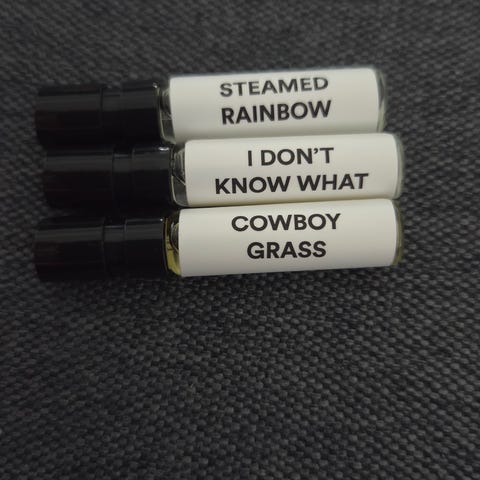 STEAMED
RAINBOW
I DON'T
KNOW WHAT
COWBOY
GRASS